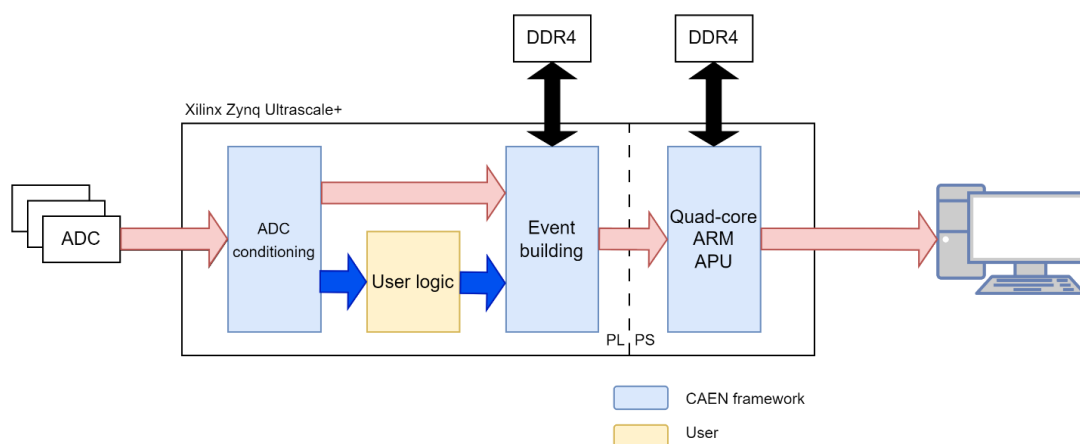 DDR4
DDR4
Xilinx Zynq Ultrascale+
ADC
ADC
conditioning
User logic
Event
building
Quad-core
ARM
APU
PL
PS
CAEN framework
User